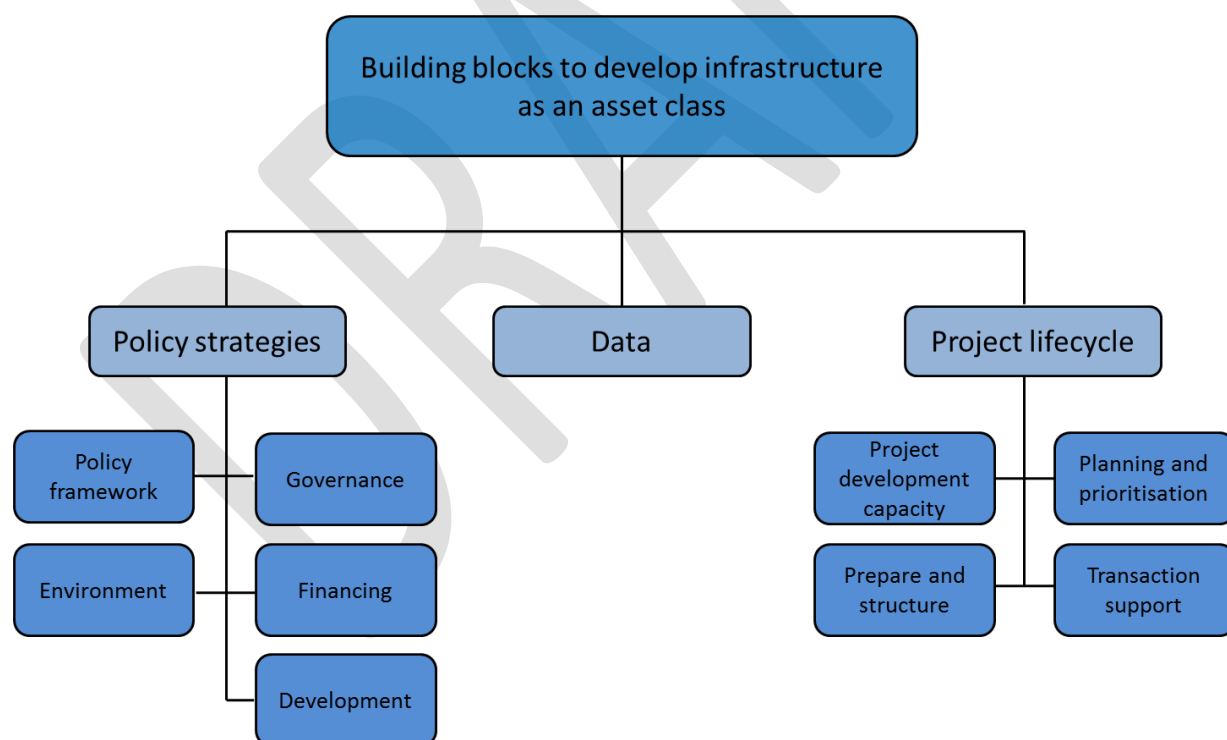 Building blocks to develop infrastructure
as an asset class
Policy strategies
Data
Project lifecycle
Policy
framework
Governance
Environment
Financing
Development
Project
development
capacity
Planning and
prioritisation
Prepare and
structure
Transaction
support
DRA